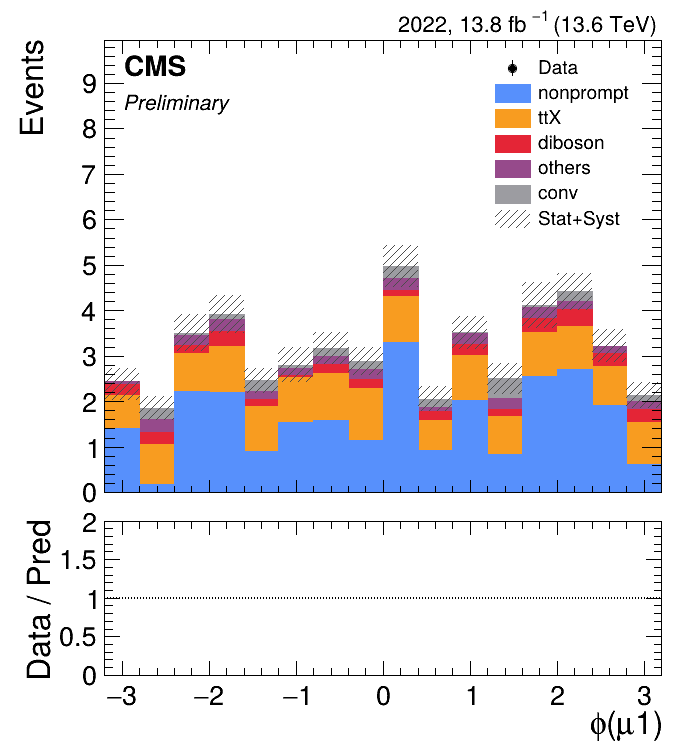 2022, 13.8 fb⁻¹ (13.6 TeV)
CMS
Preliminary
Events
Data
nonprompt
ttX
diboson
others
conv
Stat+Syst
9
8
7
6
5
4
3
2
1
0
Data / Pred
2
1.5
1
0.5
0
−3 −2 −1 0 1 2 3
ϕ(μ1)